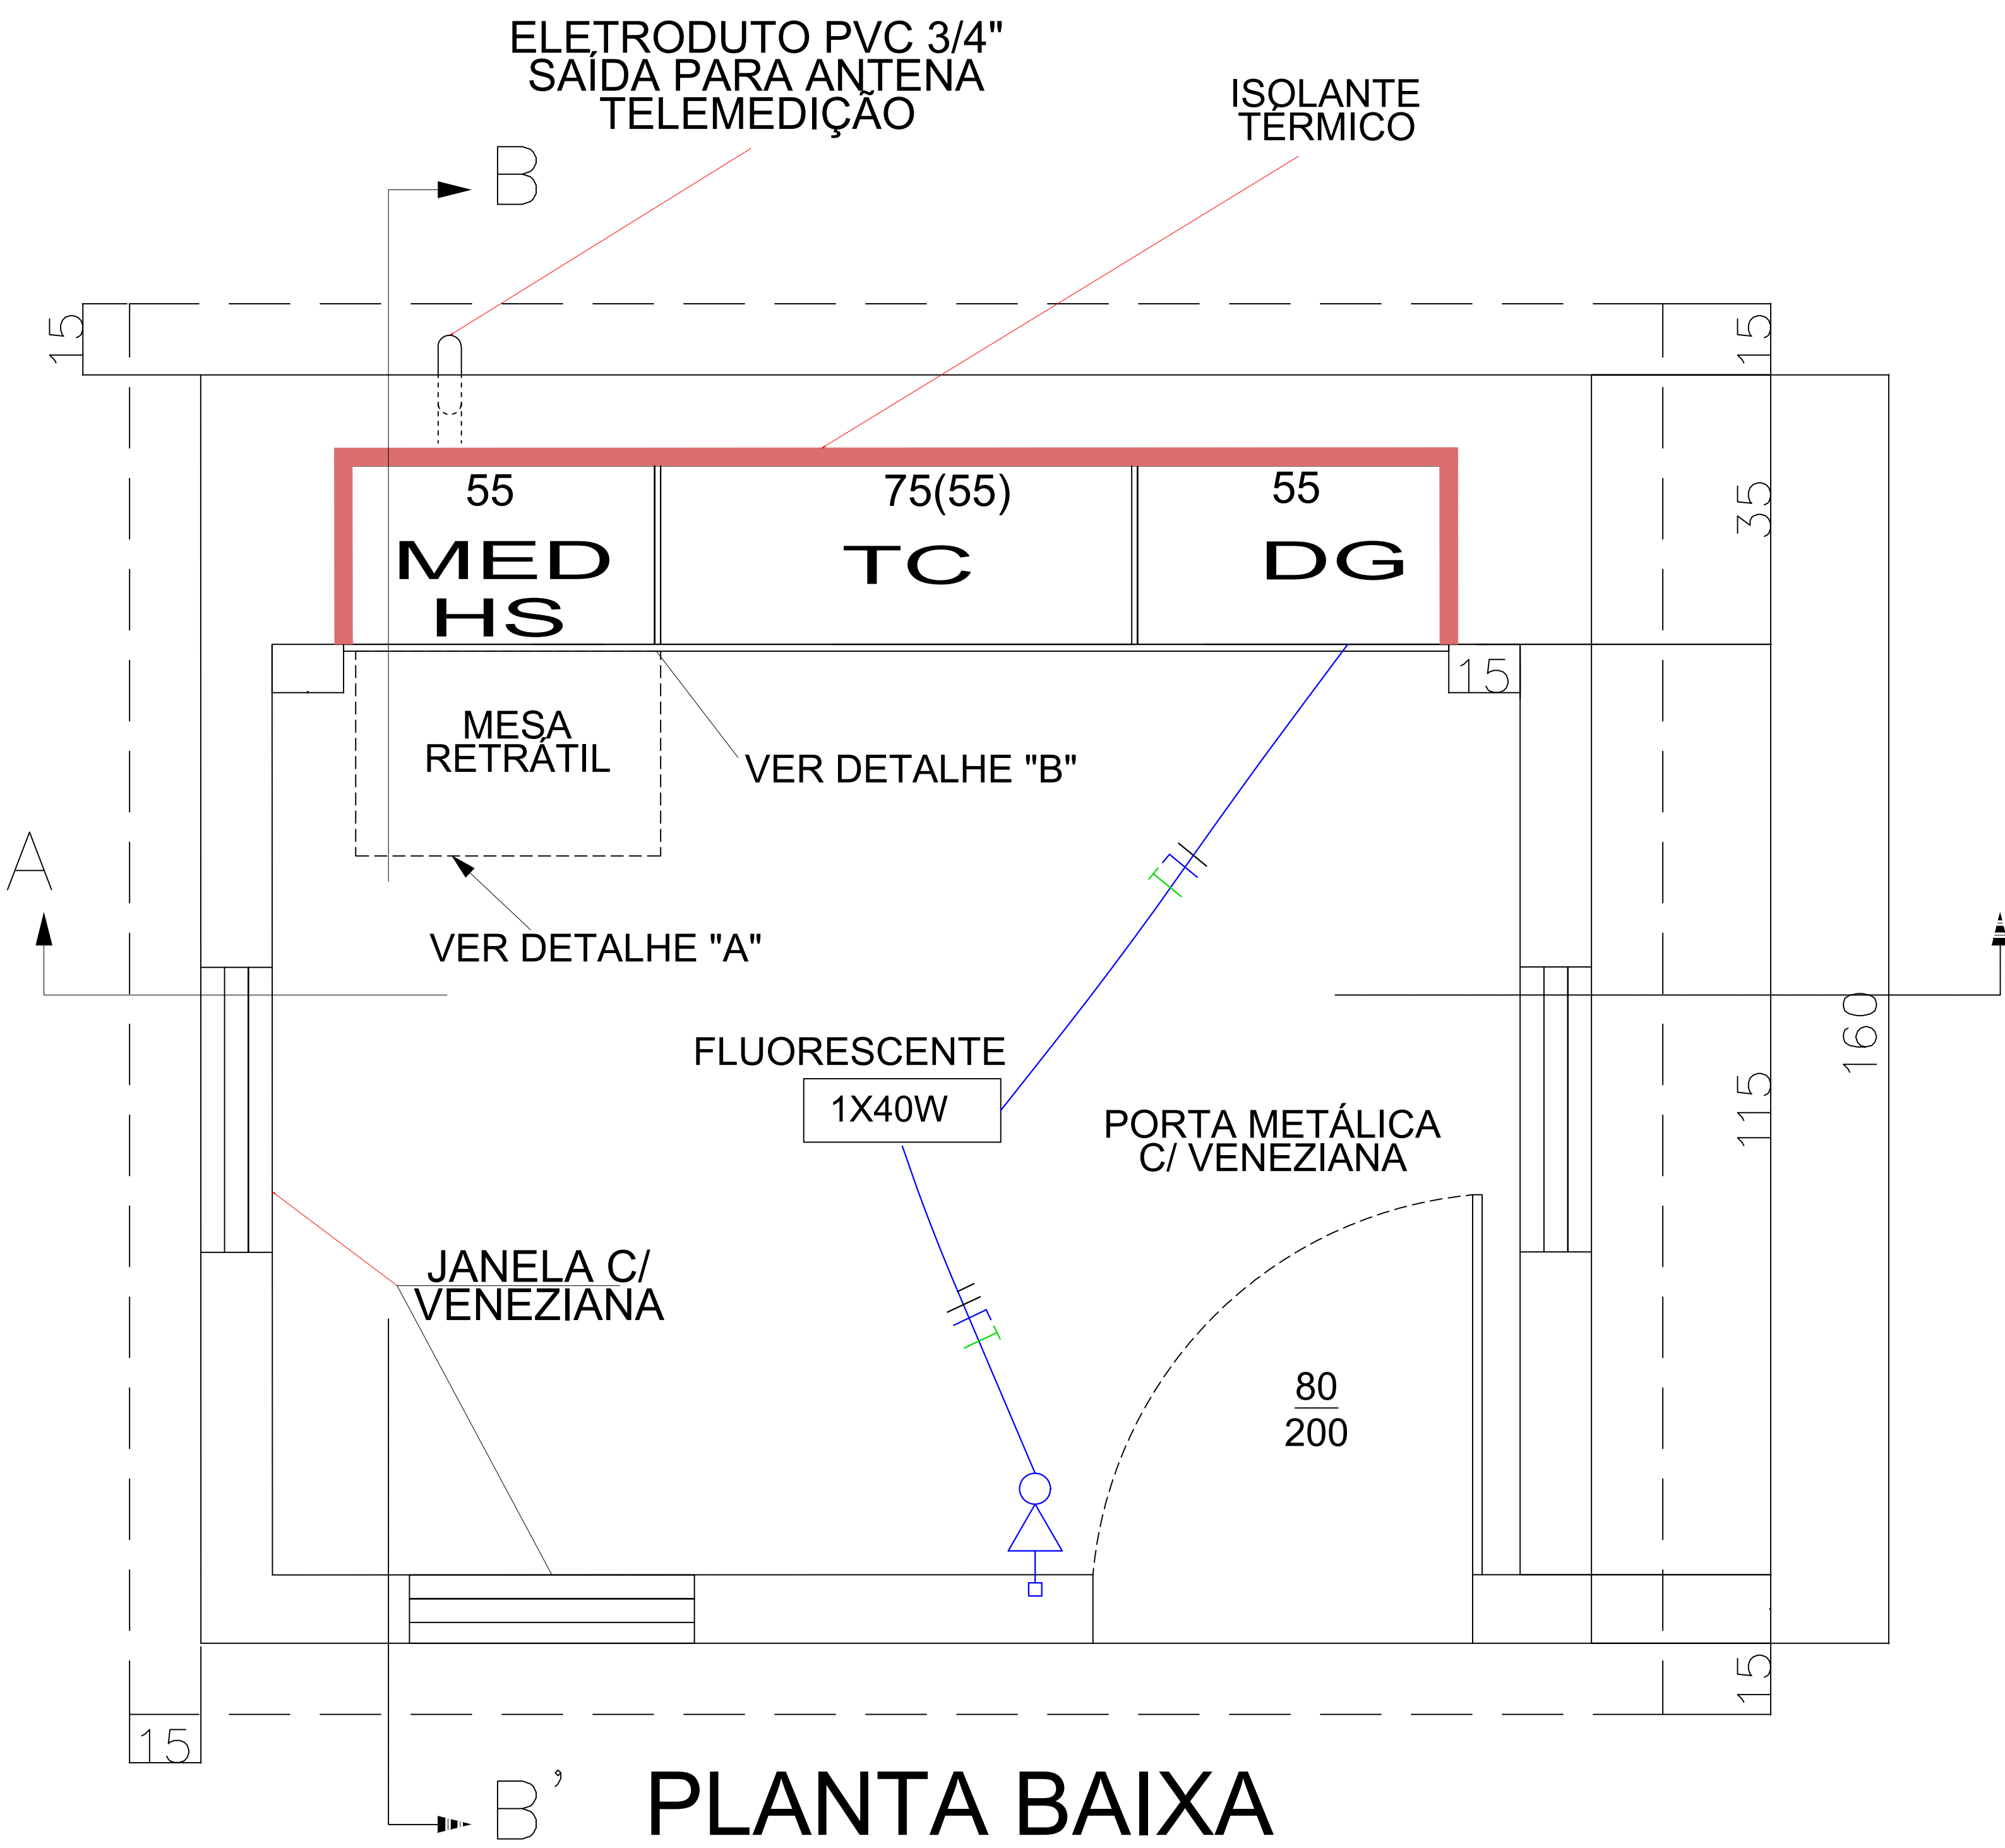 ELETRODUTO PVC 3/4"
SAÍDA PARA ANTENA
TELEMEDIÇÃO
ISOLANTE
TÉRMICO
B
15
15
55
75(55)
55
35
MED
HS
TC
DG
15
MESA
RETRÁTIL
VER DETALHE "B"
A
VER DETALHE "A"
160
FLUORESCENTE
1X40W
115
PORTA METÁLICA
C/ VENEZIANA
JANELA C/
VENEZIANA
80
200
15
15
B'
PLANTA BAIXA